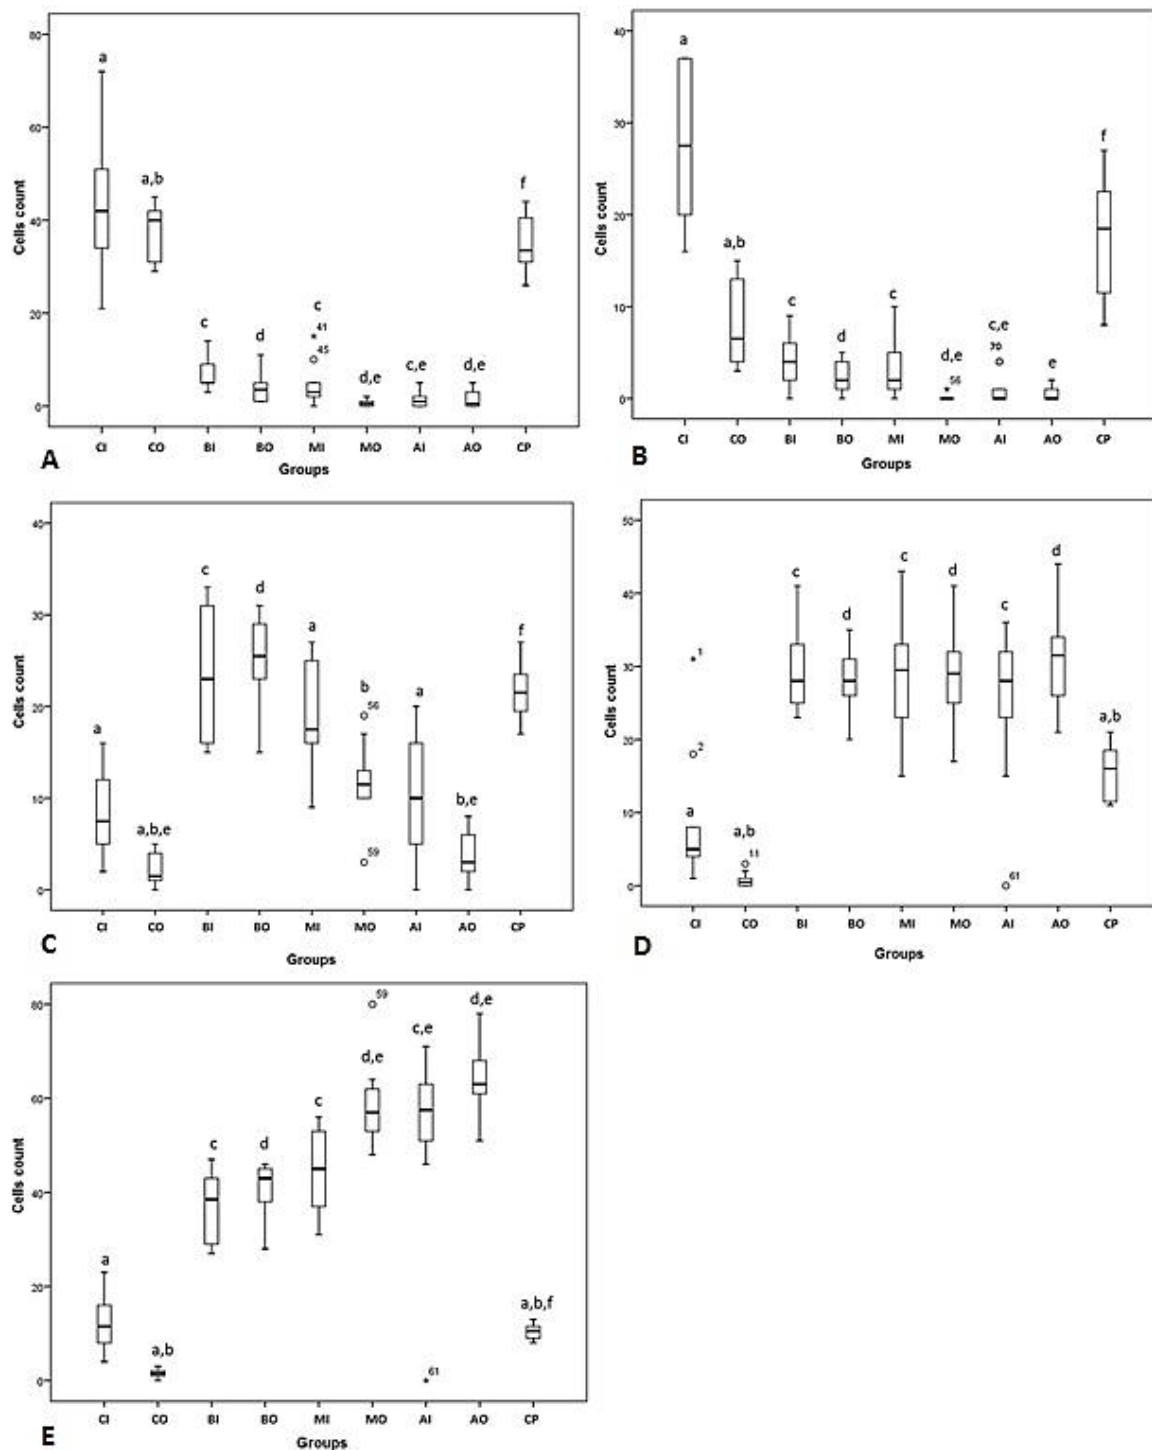 80
60
40
20
0
Cells count
a
a,b
c
d
c
41
45
d,e
c,e
d,e
f
CI CO BI BO MI MO AI AO CP
Groups
A
40
30
20
10
0
Cells count
a
a,b
c
d
c
d,e
56
c,e
70
e
f
CI CO BI BO MI MO AI AO CP
Groups
B
40
30
20
10
0
Cells count
a
a,b,e
c
d
a
b
56
59
a
b,e
f
CI CO BI BO MI MO AI AO CP
Groups
C
50
40
30
20
10
0
Cells count
1
2
a
a,b
11
c
d
c
d
c
61
d
a,b
CI CO BI BO MI MO AI AO CP
Groups
D
80
60
40
20
0
Cells count
a
a,b
c
d
c
59
d,e
c,e
61
d,e
a,b,f
CI CO BI BO MI MO AI AO CP
Groups
E